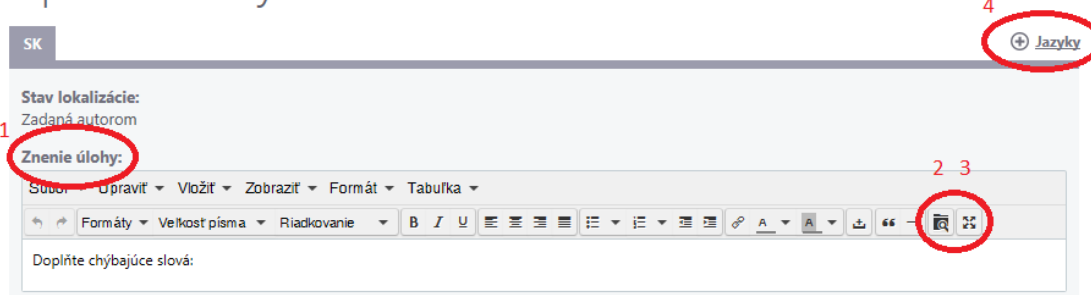 4
SK
Jazyky
Stav lokalizácie:
Zadaná autorom
1
Znenie úlohy:
2 3
Súbor Upraviť Vložiť Zobraziť Formát Tabuľka
Formáty Veľkosť písma Riadkovanie B I U A A
Doplňte chýbajúce slová: